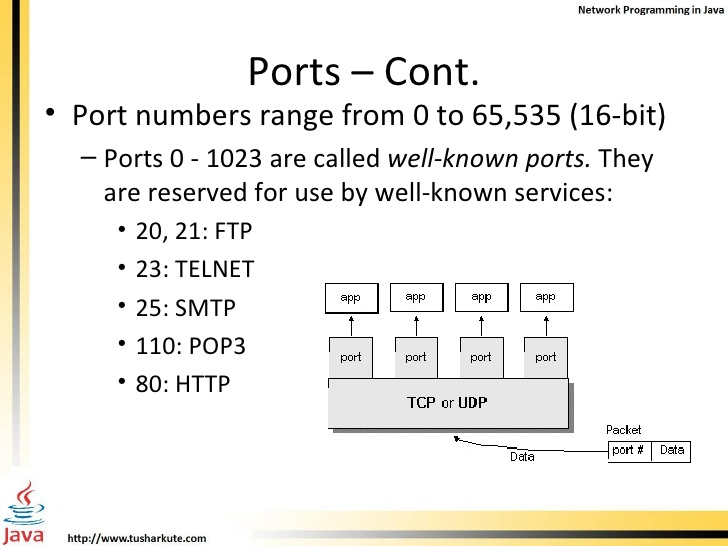 Network Programming in Java
Ports – Cont.
• Port numbers range from 0 to 65,535 (16-bit)
– Ports 0 - 1023 are called well-known ports. They
are reserved for use by well-known services:
• 20, 21: FTP
• 23: TELNET
• 25: SMTP
• 110: POP3
• 80: HTTP
app app app app
port port port port
TCP or UDP
Packet
port # Data
Data
Java
http://www.tusharkute.com